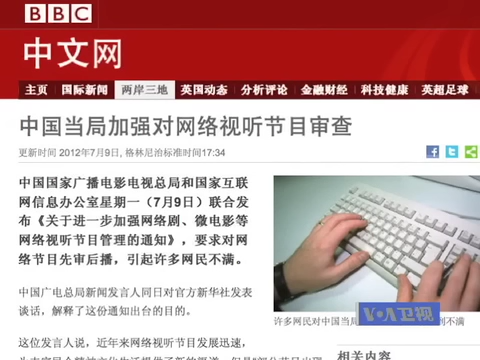 BBC
中文网
主页 国际新闻 两岸三地 英国动态 分析评论 金融财经 科技健康 英超足球
中国当局加强对网络视听节目审查
更新时间 2012年7月9日, 格林尼治标准时间17:34
中国国家广播电影电视总局和国家互联
网信息办公室星期一（7月9日）联合发
布《关于进一步加强网络剧、微电影等
网络视听节目管理的通知》，要求对网
络节目先审后播，引起许多网民不满。
中国广电总局新闻发言人同日对官方新华社发表
谈话，解释了这份通知出台的目的。
这位发言人说，近年来网络视听节目发展迅速，
VOA卫视
许多网民对中国当局
到不满
相关内容